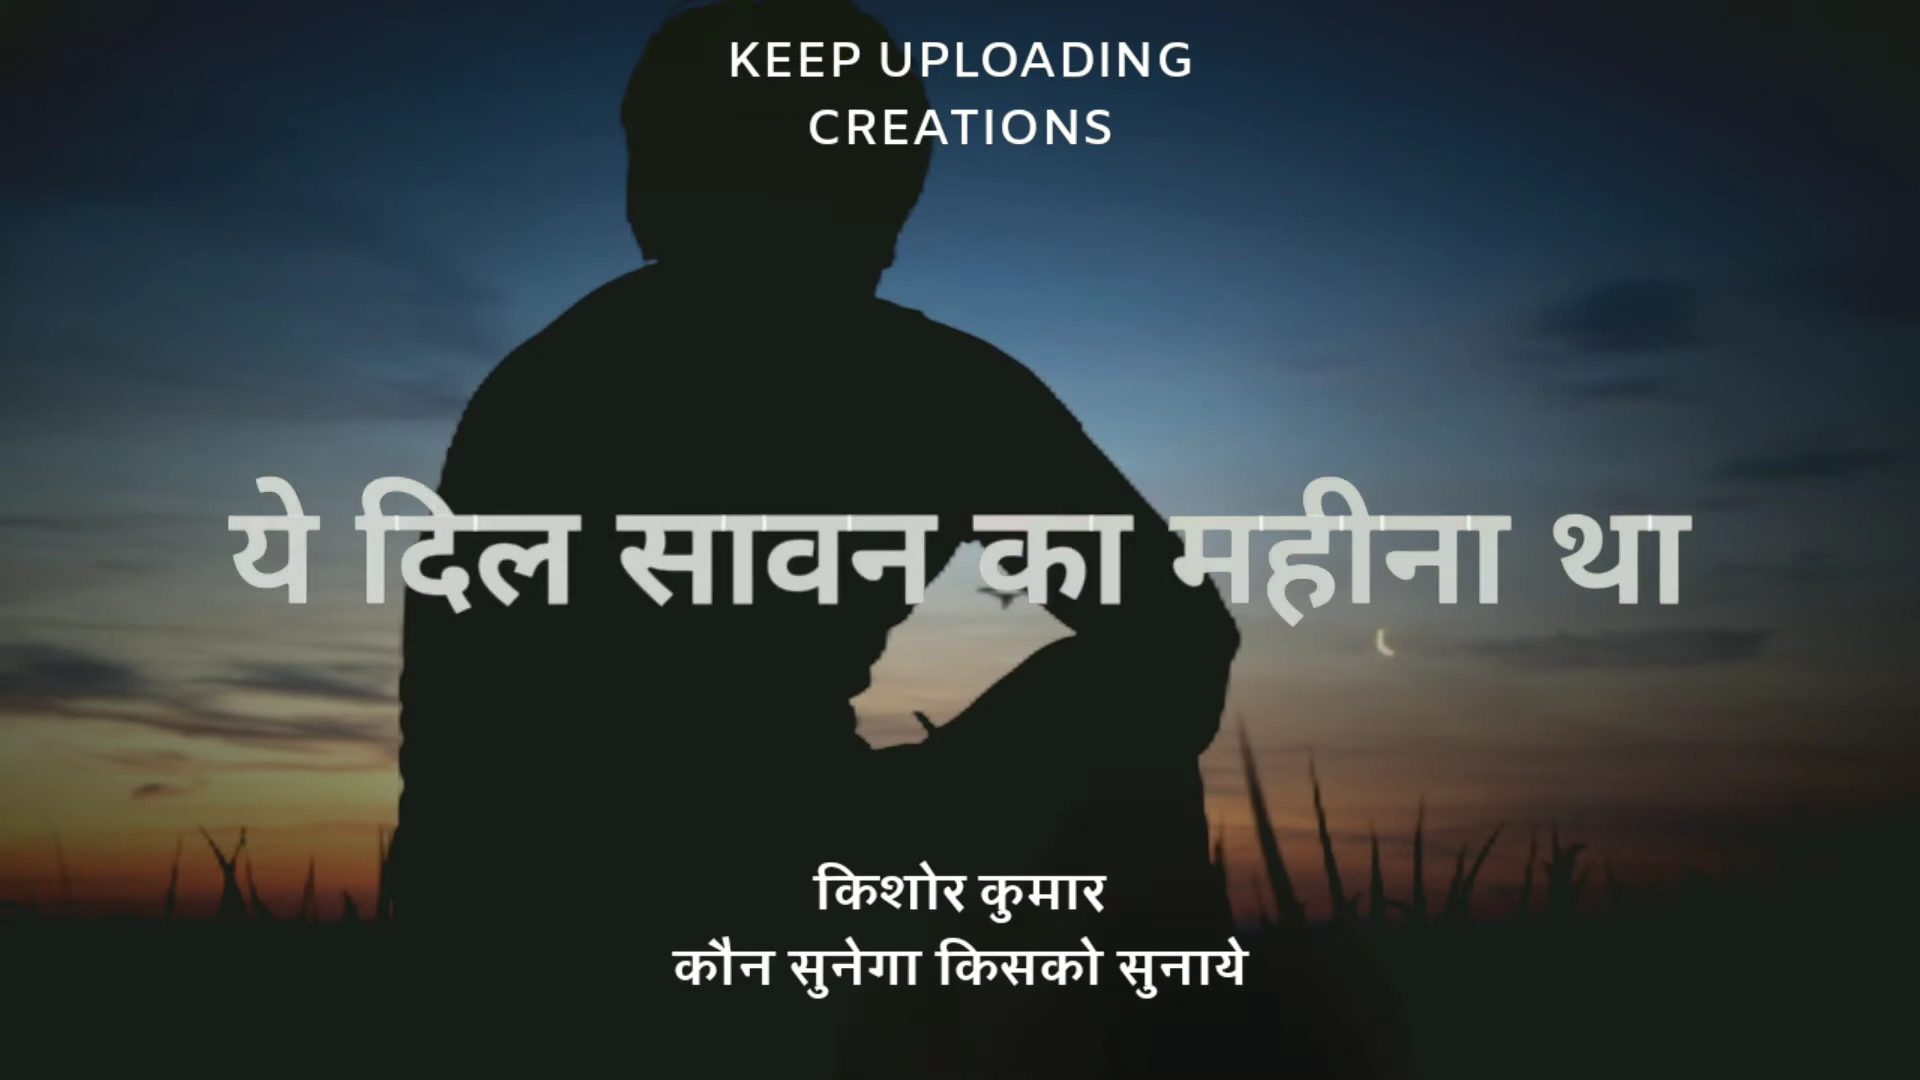 KEEP UPLOADING
CREATIONS
ये दिल सावन का महीना था
किशोर कुमार
कौन सुनेगा किसको सुनाये